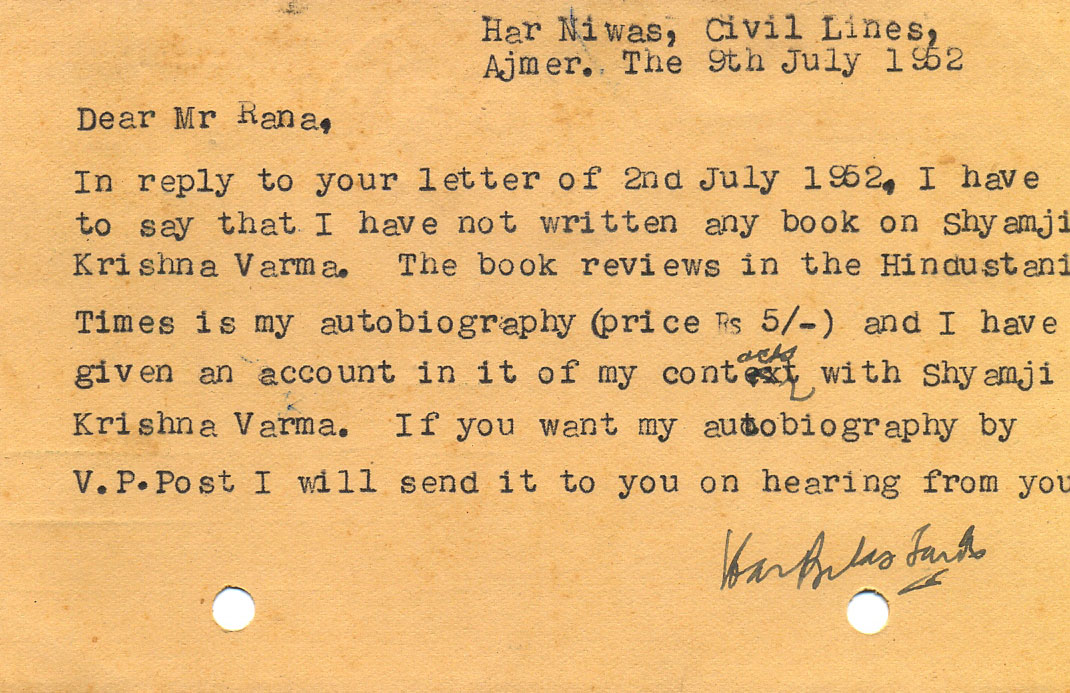 Har Niwas, Civil Lines,
Ajmer. The 9th July 1952
Dear Mr Rana,
In reply to your letter of 2nd July 1952, I have
to say that I have not written any book on Shyamji
Krishna Varma. The book reviews in the Hindustani
Times is my autobiography (price Rs 5/-) and I have
given an account in it of my contacts with Shyamji
Krishna Varma. If you want my autobiography by
V.P.Post I will send it to you on hearing from you
Har Bilas Sarda